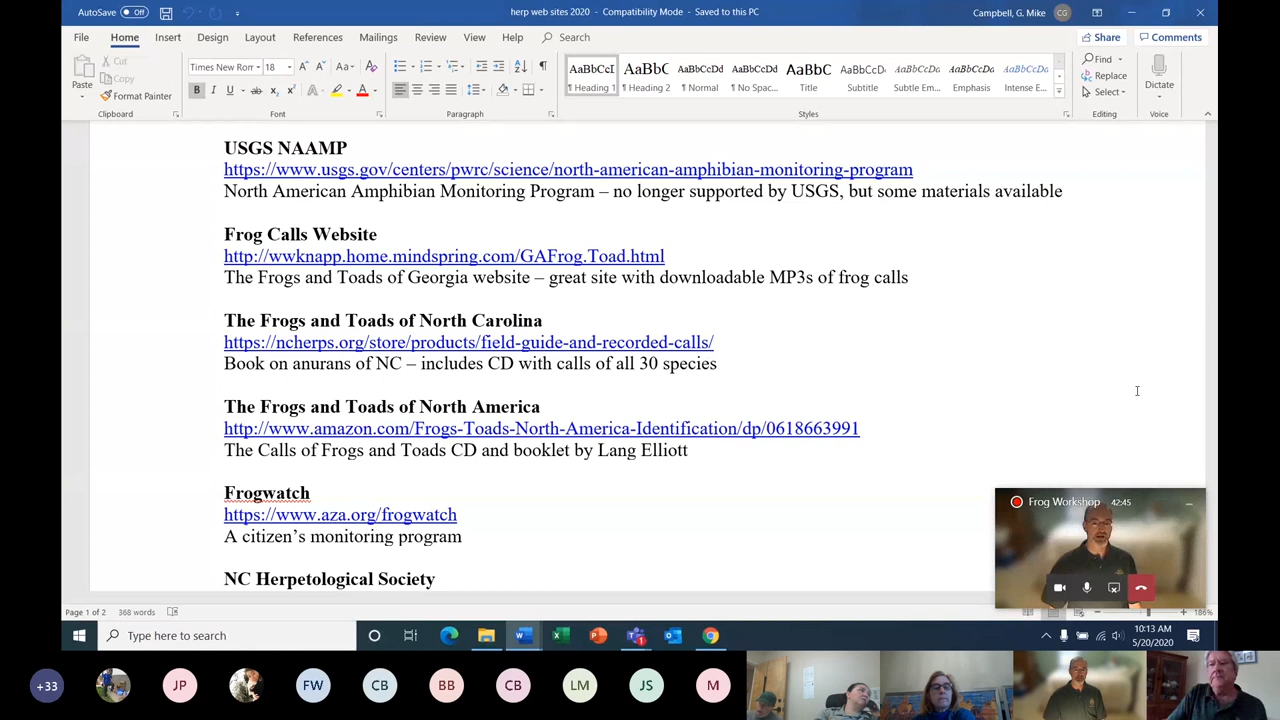 AutoSave Off herp web sites 2020 - Compatibility Mode - Saved to this PC Campbell, G. Mike CG
File Home Insert Design Layout References Mailings Review View Help Search Share Comments
Paste Cut Copy Format Painter
Times New Rom 18 Aa
B I U ab x₂ x² A A
AaBbCcI AaBbC AaBbCcDd AaBbCcDd AaBbC AaBbCcDd AaBbCcDd AaBbCcDd AaBbCcDd
¶ Heading 1 ¶ Heading 2 ¶ Normal ¶ No Spac... Title Subtitle Subtle Em... Emphasis Intense E...
Find Replace Select Dictate
Clipboard Font Paragraph Styles Editing Voice
USGS NAAMP
https://www.usgs.gov/centers/pwrc/science/north-american-amphibian-monitoring-program
North American Amphibian Monitoring Program – no longer supported by USGS, but some materials available
Frog Calls Website
http://wwknapp.home.mindspring.com/GAFrog.Toad.html
The Frogs and Toads of Georgia website – great site with downloadable MP3s of frog calls
The Frogs and Toads of North Carolina
https://ncherps.org/store/products/field-guide-and-recorded-calls/
Book on anurans of NC – includes CD with calls of all 30 species
The Frogs and Toads of North America
http://www.amazon.com/Frogs-Toads-North-America-Identification/dp/0618663991
The Calls of Frogs and Toads CD and booklet by Lang Elliott
Frogwatch
https://www.aza.org/frogwatch
A citizen’s monitoring program
NC Herpetological Society
Frog Workshop 42:45
Page 1 of 2 368 words 186%
Type here to search
10:13 AM
5/20/2020
+33 JP FW CB BB CB LM JS M